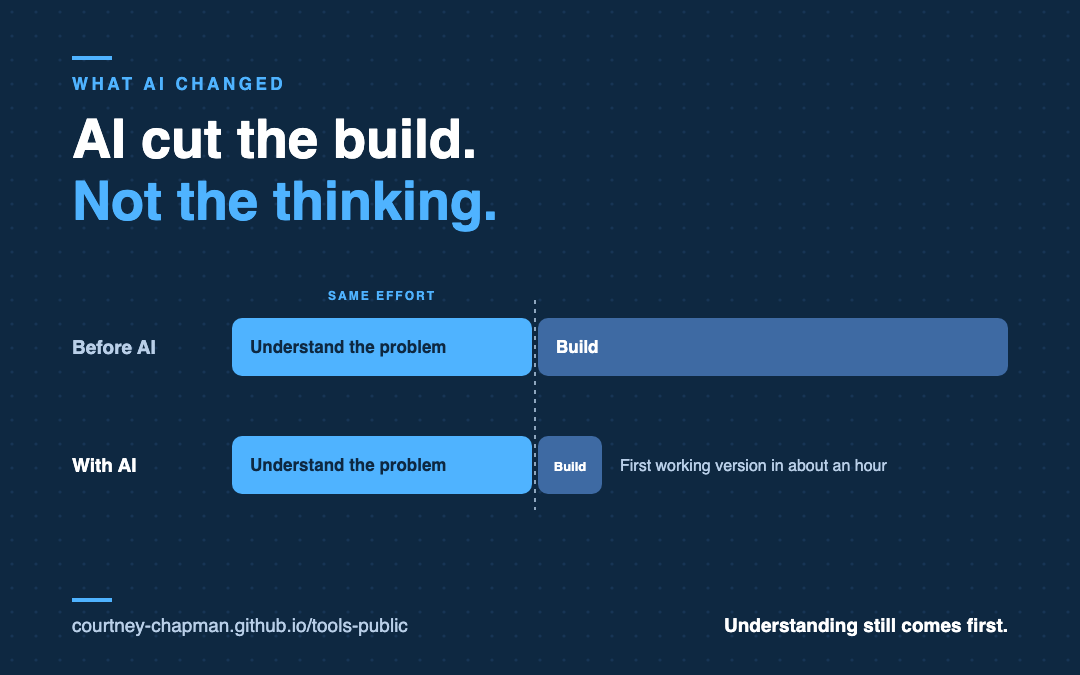 WHAT AI CHANGED
AI cut the build.
Not the thinking.
SAME EFFORT
Before AI
Understand the problem
Build
With AI
Understand the problem
Build
First working version in about an hour
courtney-chapman.github.io/tools-public
Understanding still comes first.